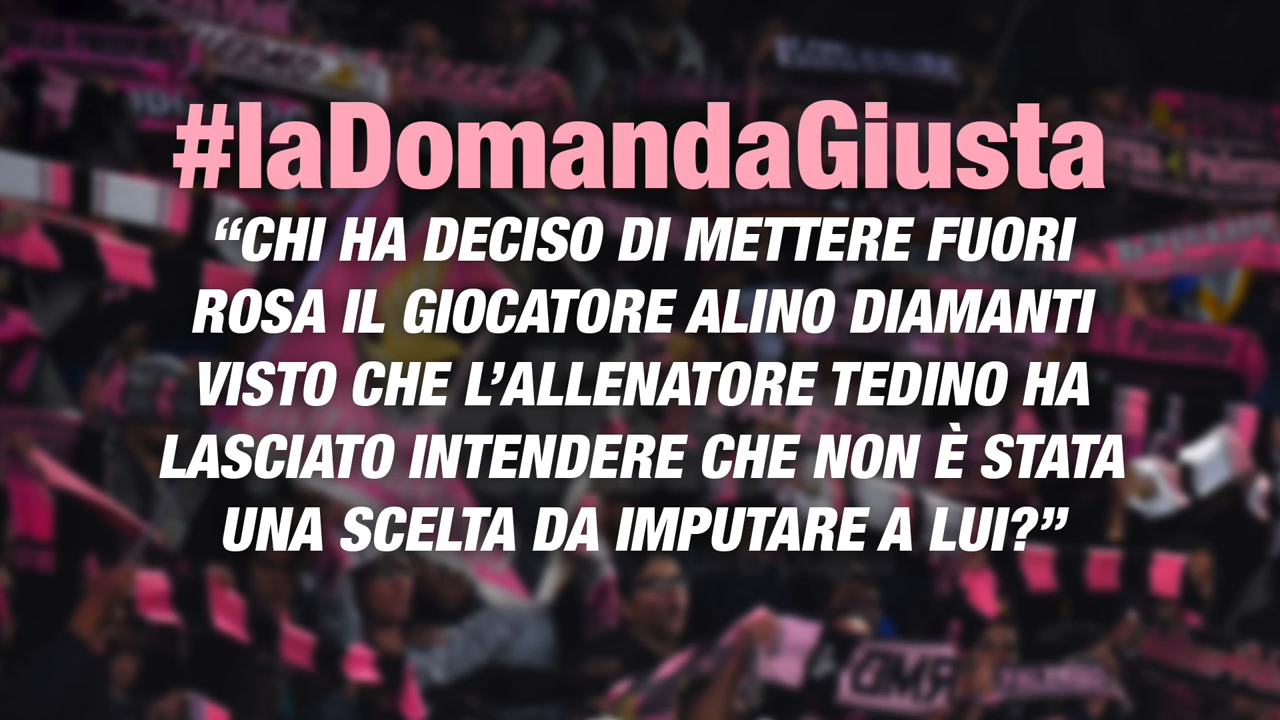 #laDomandaGiusta
“CHI HA DECISO DI METTERE FUORI
ROSA IL GIOCATORE ALINO DIAMANTI
VISTO CHE L’ALLENATORE TEDINO HA
LASCIATO INTENDERE CHE NON È STATA
UNA SCELTA DA IMPUTARE A LUI?”